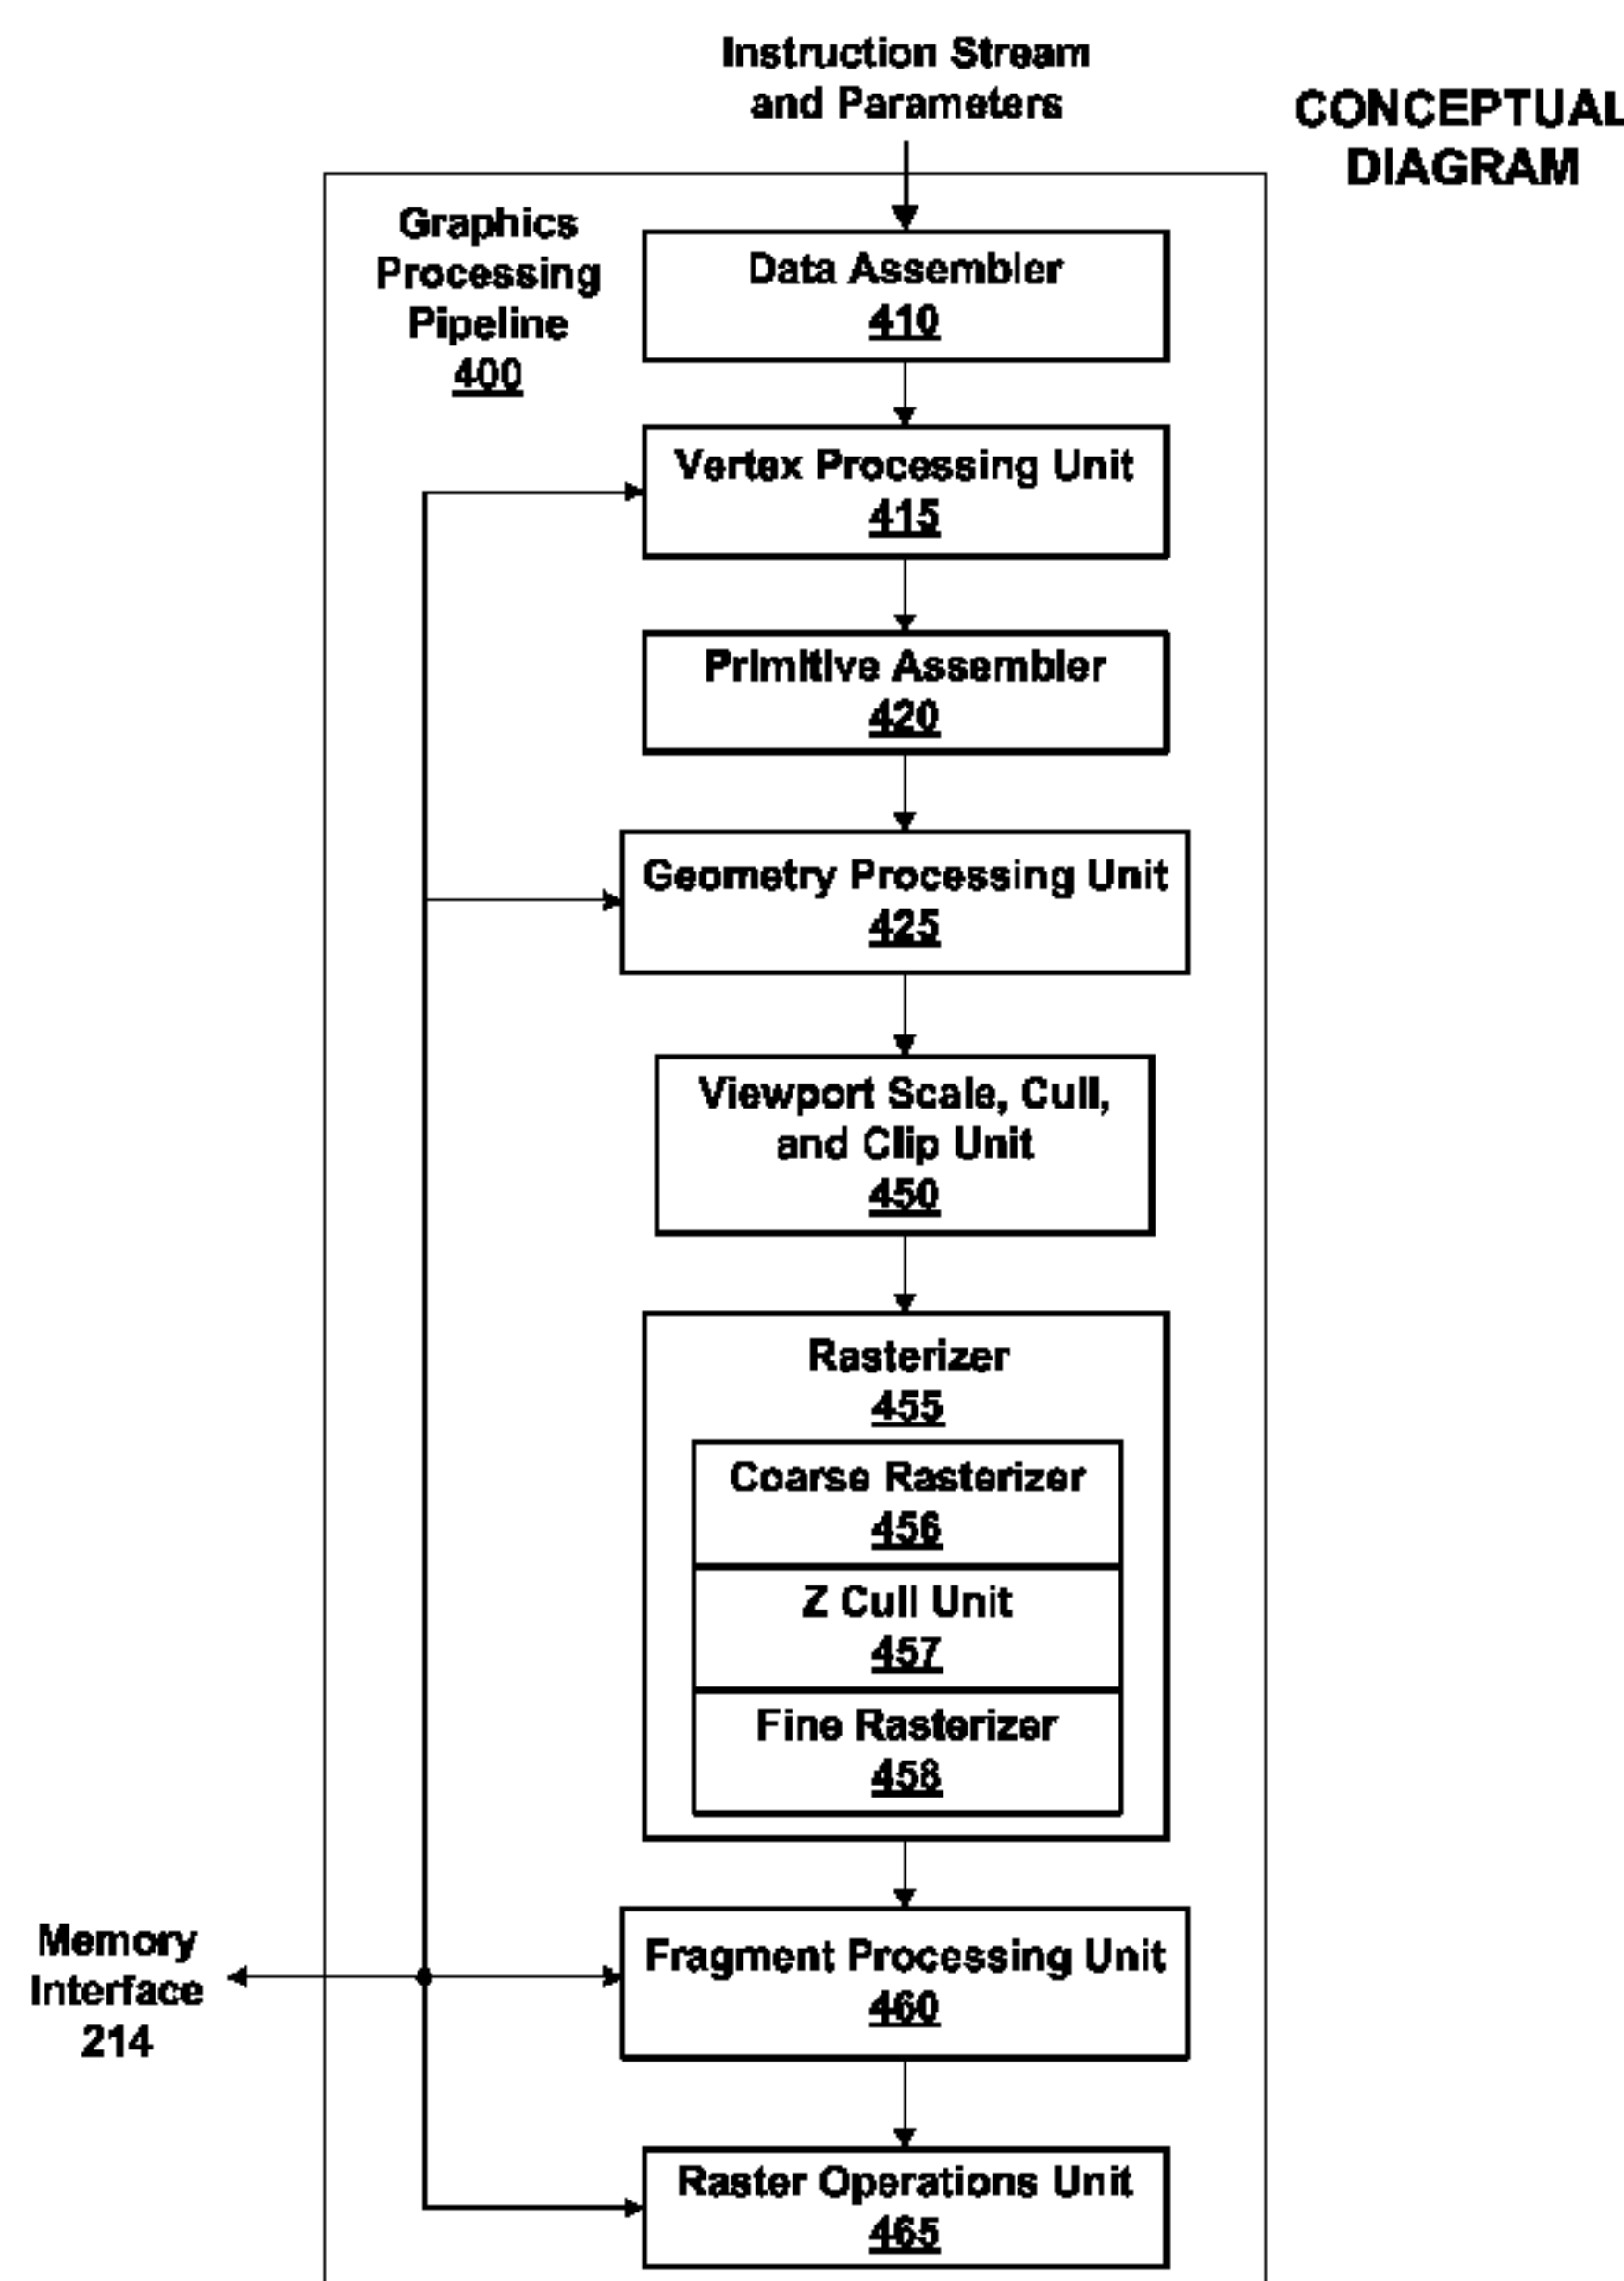 Instruction Stream
and Parameters
CONCEPTUAL
DIAGRAM
Graphics
Processing
Pipeline
400
Data Assembler
410
Vertex Processing Unit
415
Primitive Assembler
420
Geometry Processing Unit
425
Viewport Scale, Cull,
and Clip Unit
450
Rasterizer
455
Coarse Rasterizer
456
Z Cull Unit
457
Fine Rasterizer
458
Memory
Interface
214
Fragment Processing Unit
460
Raster Operations Unit
465